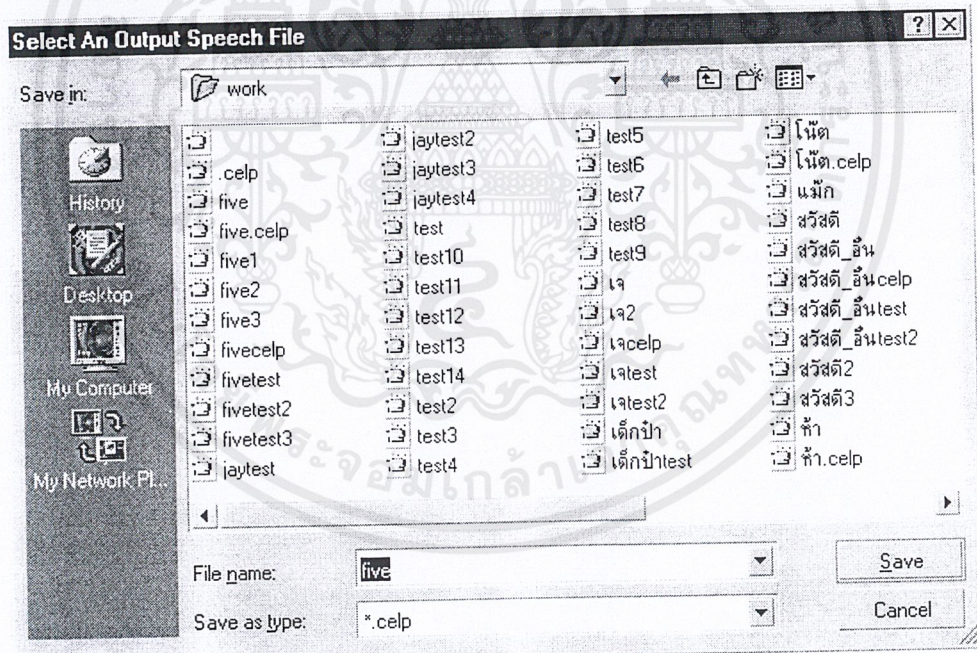 Select An Output Speech File
Save in:
work
History
Desktop
My Computer
My Network Pl...
.celp
five
five.celp
five1
five2
five3
fivecelp
fivetest
fivetest2
fivetest3
jaytest
jaytest2
jaytest3
jaytest4
test
test10
test11
test12
test13
test14
test2
test3
test4
test5
test6
test7
test8
test9
เจ
เจ2
เจcelp
เจtest
เจtest2
เด็กป๋า
เด็กป๋าtest
โน๊ต
โน๊ต.celp
แม๊ก
สวัสดี
สวัสดี_อ๊น
สวัสดี_อ๊นcelp
สวัสดี_อ๊นtest
สวัสดี_อ๊นtest2
สวัสดี2
สวัสดี3
ห้า
ห้า.celp
File name:
five
Save
Save as type:
*.celp
Cancel